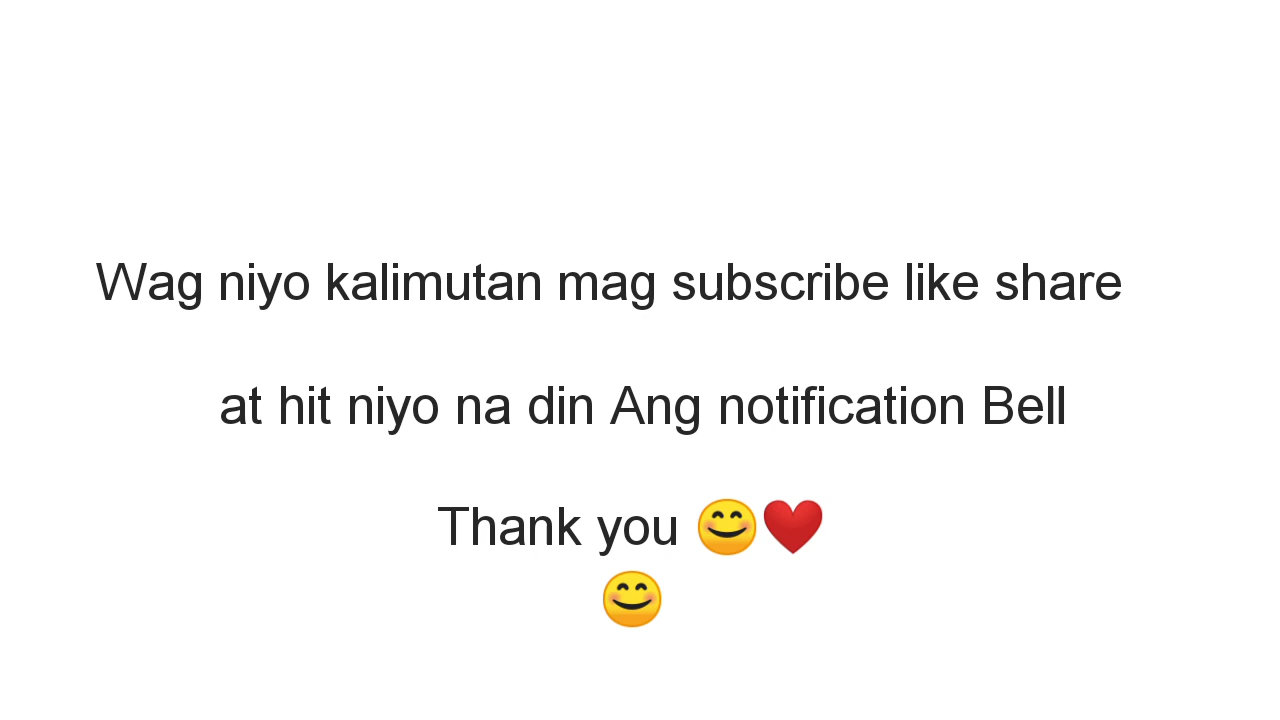 Wag niyo kalimutan mag subscribe like share
at hit niyo na din Ang notification Bell
Thank you 😊❤️
😊